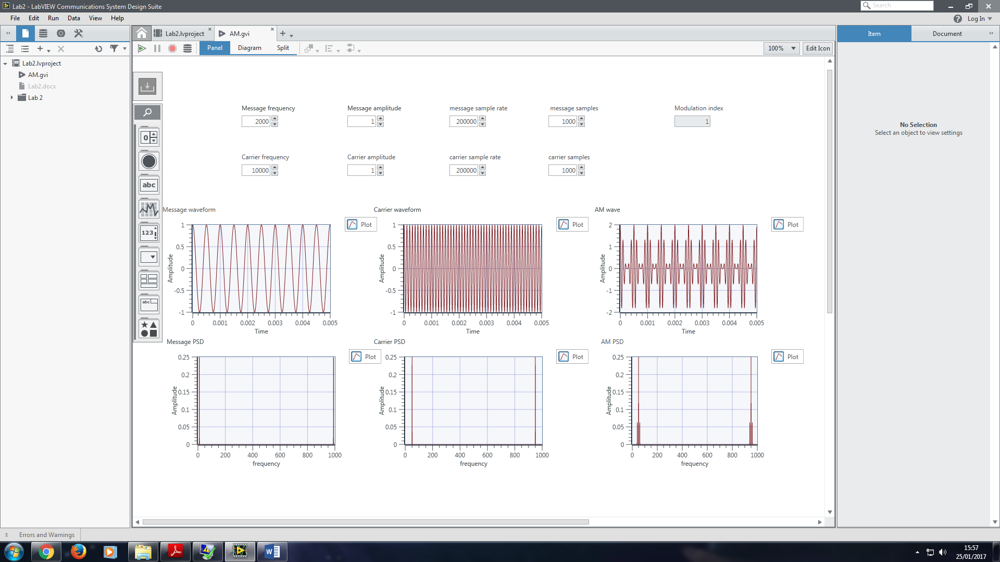 Lab2 - LabVIEW Communications System Design Suite
Search
File Edit Run Data View Help
Log In
Lab2.lvproject
AM.gvi
Item
Document
Panel
Diagram
Split
100%
Edit Icon
Lab2.lvproject
AM.gvi
Lab2.docx
Lab 2
No Selection
Select an object to view settings
Message frequency
2000
Message amplitude
1
message sample rate
200000
message samples
1000
Modulation index
1
Carrier frequency
10000
Carrier amplitude
1
carrier sample rate
200000
carrier samples
1000
0
abc
123
abc
Message waveform
Plot
Amplitude
1
0.5
0
-0.5
-1
0 0.001 0.002 0.003 0.004 0.005
Time
Carrier waveform
Plot
Amplitude
1
0.5
0
-0.5
-1
0 0.001 0.002 0.003 0.004 0.005
Time
AM wave
Plot
Amplitude
2
1
0
-1
-2
0 0.001 0.002 0.003 0.004 0.005
Time
Message PSD
Plot
Amplitude
0.25
0.2
0.15
0.1
0.05
0
0 200 400 600 800 1000
frequency
Carrier PSD
Plot
Amplitude
0.25
0.2
0.15
0.1
0.05
0
0 200 400 600 800 1000
frequency
AM PSD
Plot
Amplitude
0.25
0.2
0.15
0.1
0.05
0
0 200 400 600 800 1000
frequency
Errors and Warnings
15:57
25/01/2017